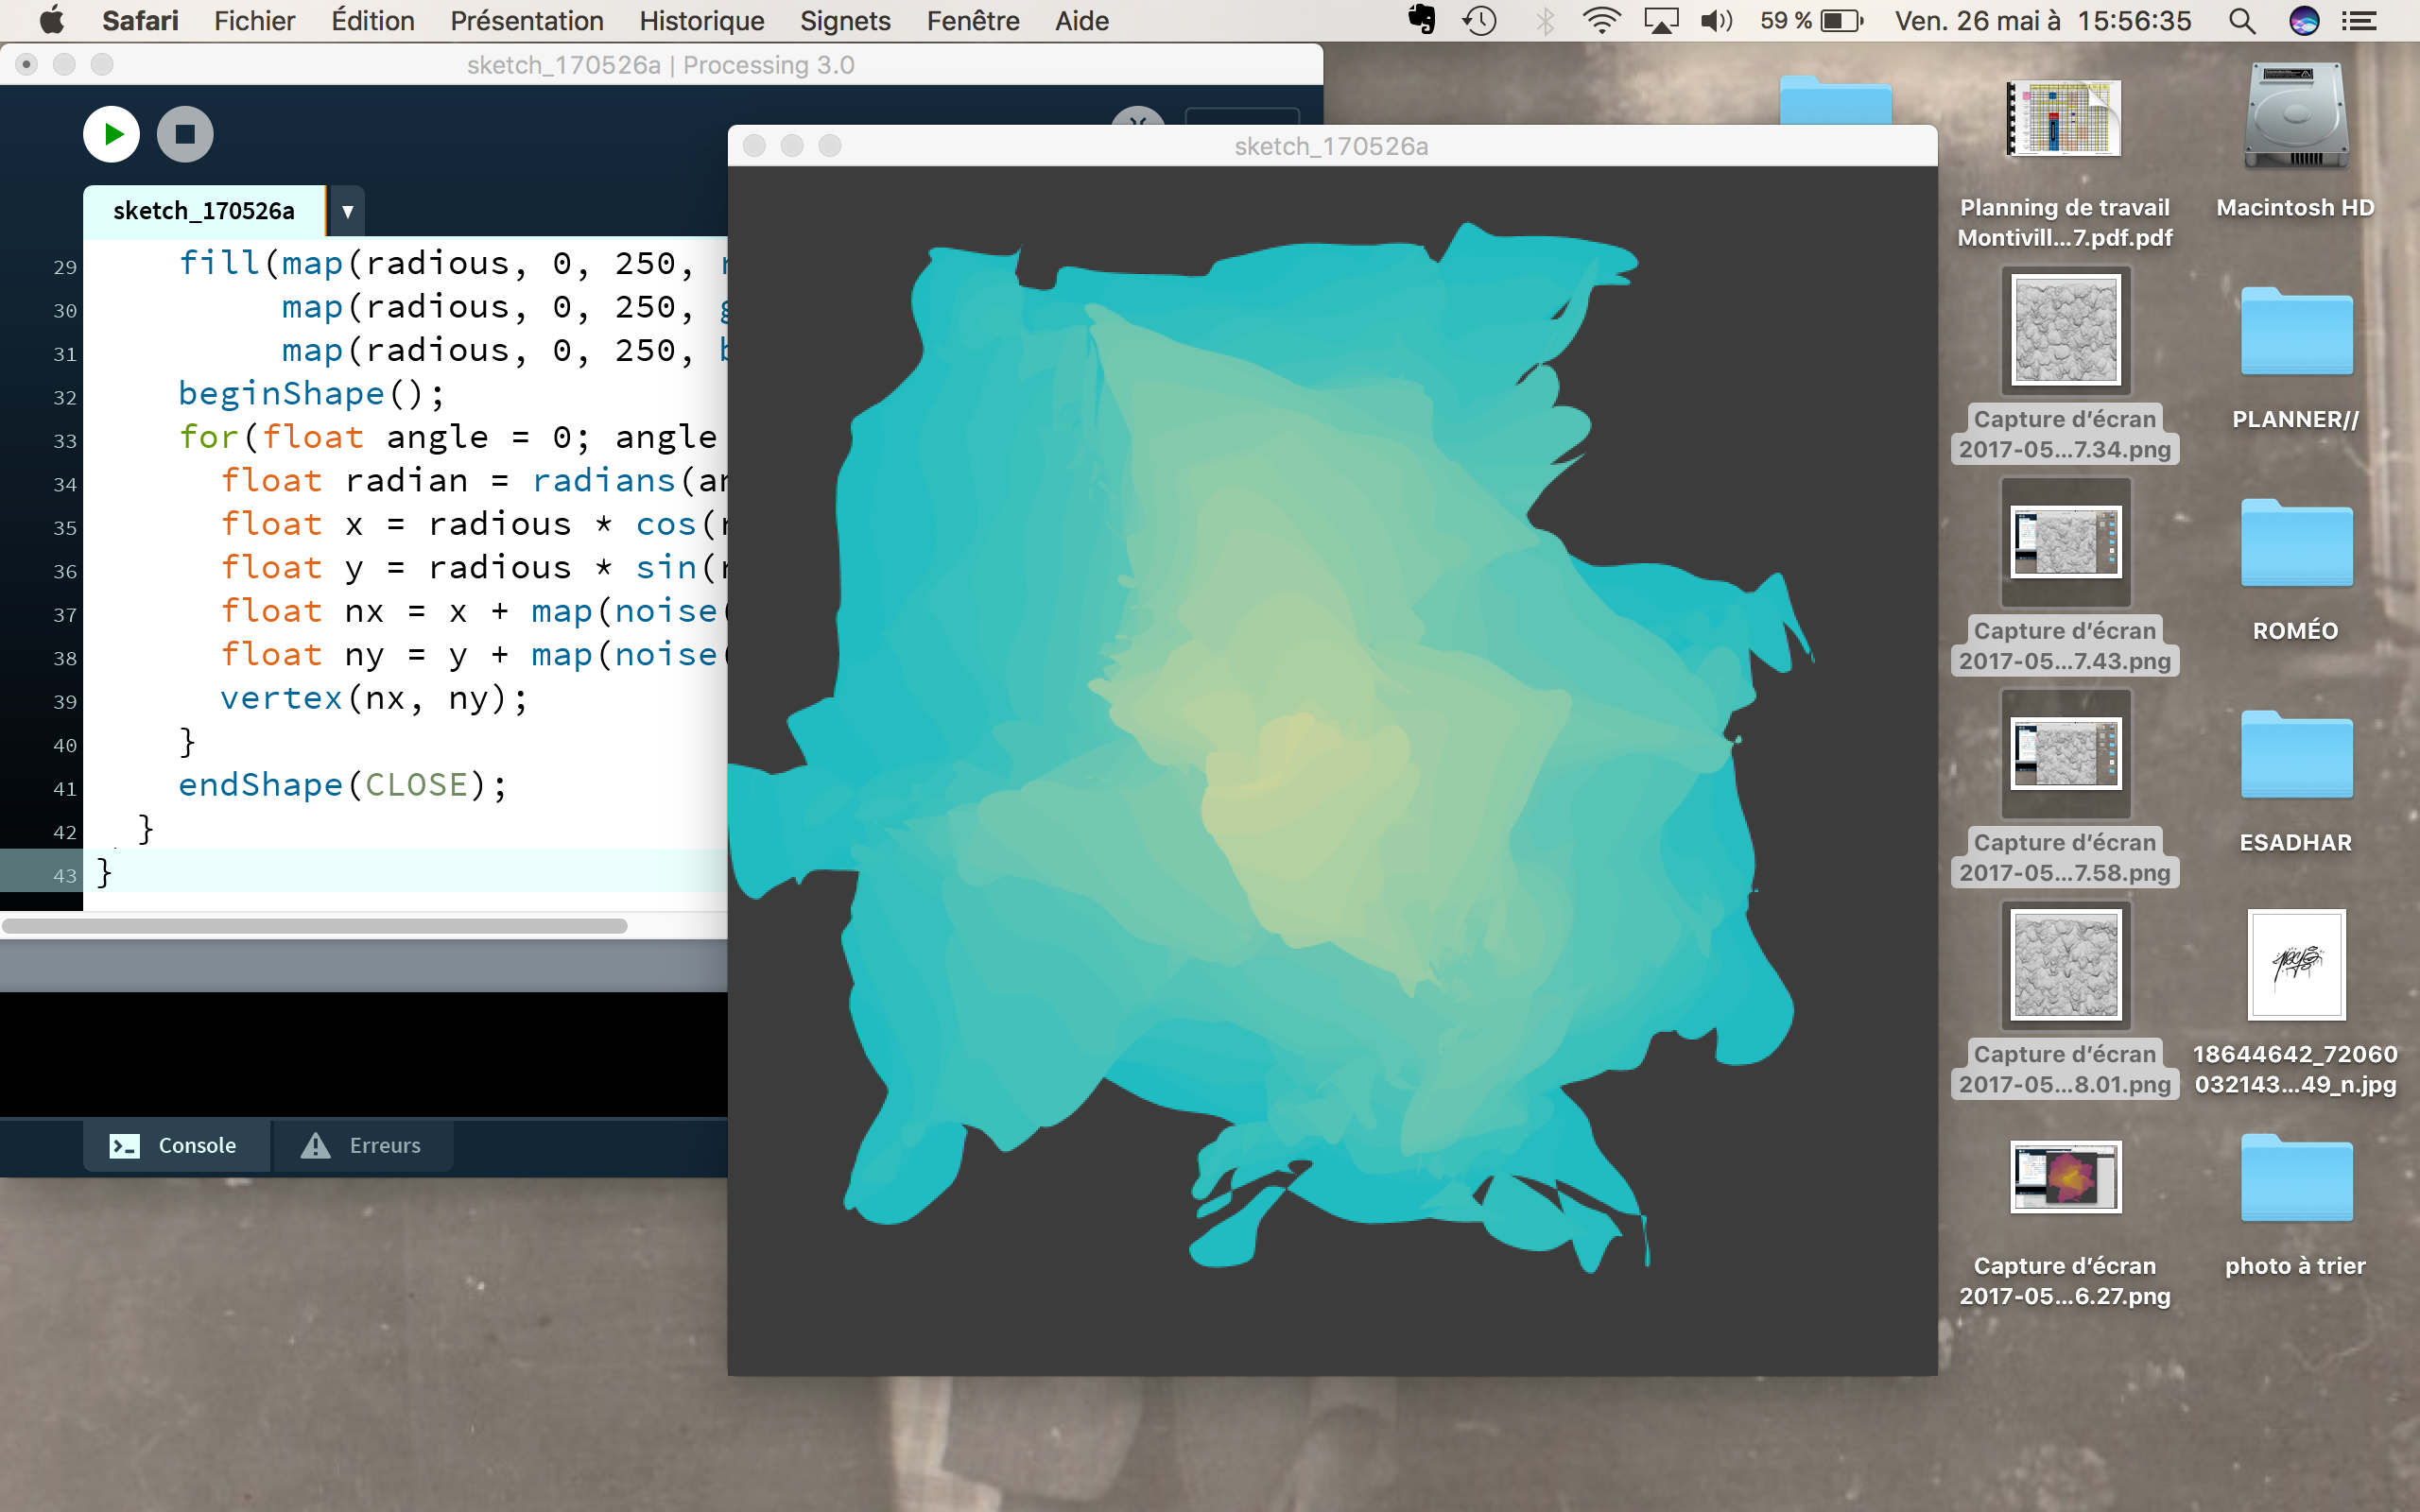 Safari Fichier Édition Présentation Historique Signets Fenêtre Aide 59 % Ven. 26 mai à 15:56:35
sketch_170526a | Processing 3.0
sketch_170526a
sketch_170526a
29 fill(map(radious, 0, 250,
30 map(radious, 0, 250,
31 map(radious, 0, 250,
32 beginShape();
33 for(float angle = 0; angle
34 float radian = radians(
35 float x = radious * cos(
36 float y = radious * sin(
37 float nx = x + map(noise
38 float ny = y + map(noise
39 vertex(nx, ny);
40 }
41 endShape(CLOSE);
42 }
43 }
Console Erreurs
Planning de travail
Montivill...7.pdf.pdf
Macintosh HD
Capture d’écran
2017-05...7.34.png
PLANNER//
Capture d’écran
2017-05...7.43.png
ROMÉO
Capture d’écran
2017-05...7.58.png
ESADHAR
Capture d’écran
2017-05...8.01.png
18644642_72060
032143...49_n.jpg
Capture d’écran
2017-05...6.27.png
photo à trier